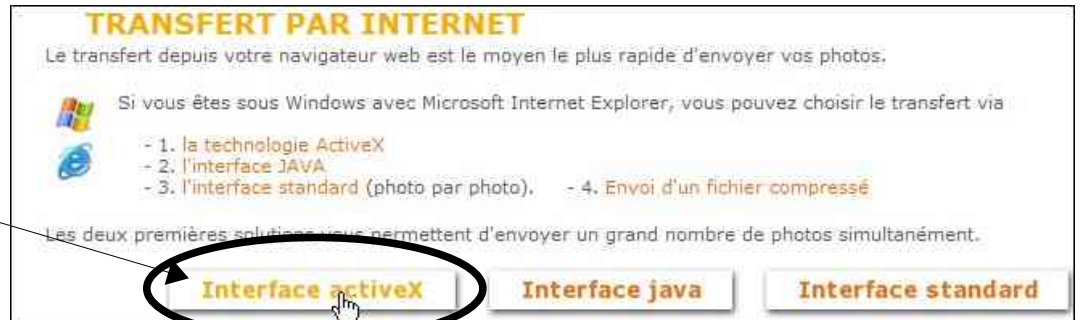 TRANSFERT PAR INTERNET
Le transfert depuis votre navigateur web est le moyen le plus rapide d'envoyer vos photos.
Si vous êtes sous Windows avec Microsoft Internet Explorer, vous pouvez choisir le transfert via
- 1. la technologie ActiveX
- 2. l'interface JAVA
- 3. l'interface standard (photo par photo). - 4. Envoi d'un fichier compressé
Les deux premières solutions vous permettent d'envoyer un grand nombre de photos simultanément.
Interface activeX Interface java Interface standard